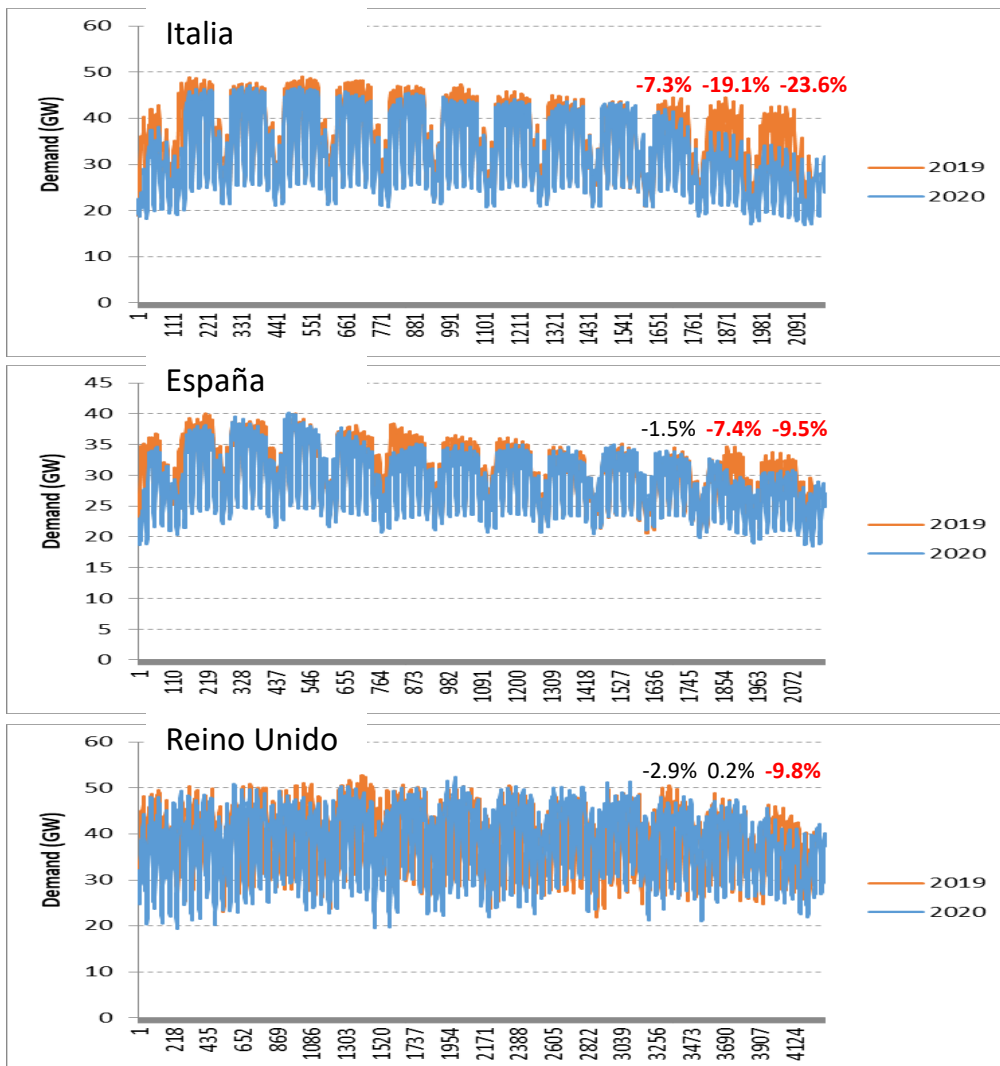 Italia
60
50
40
30
20
10
0
Demand (GW)
-7.3% -19.1% -23.6%
2019
2020
1 111 221 331 441 551 661 771 881 991 1101 1211 1321 1431 1541 1651 1761 1871 1981 2091
España
45
40
35
30
25
20
15
10
5
0
Demand (GW)
-1.5% -7.4% -9.5%
2019
2020
1 110 219 328 437 546 655 764 873 982 1091 1200 1309 1418 1527 1636 1745 1854 1963 2072
Reino Unido
60
50
40
30
20
10
0
Demand (GW)
-2.9% 0.2% -9.8%
2019
2020
1 218 435 652 869 1086 1303 1520 1737 1954 2171 2388 2605 2822 3039 3256 3473 3690 3907 4124